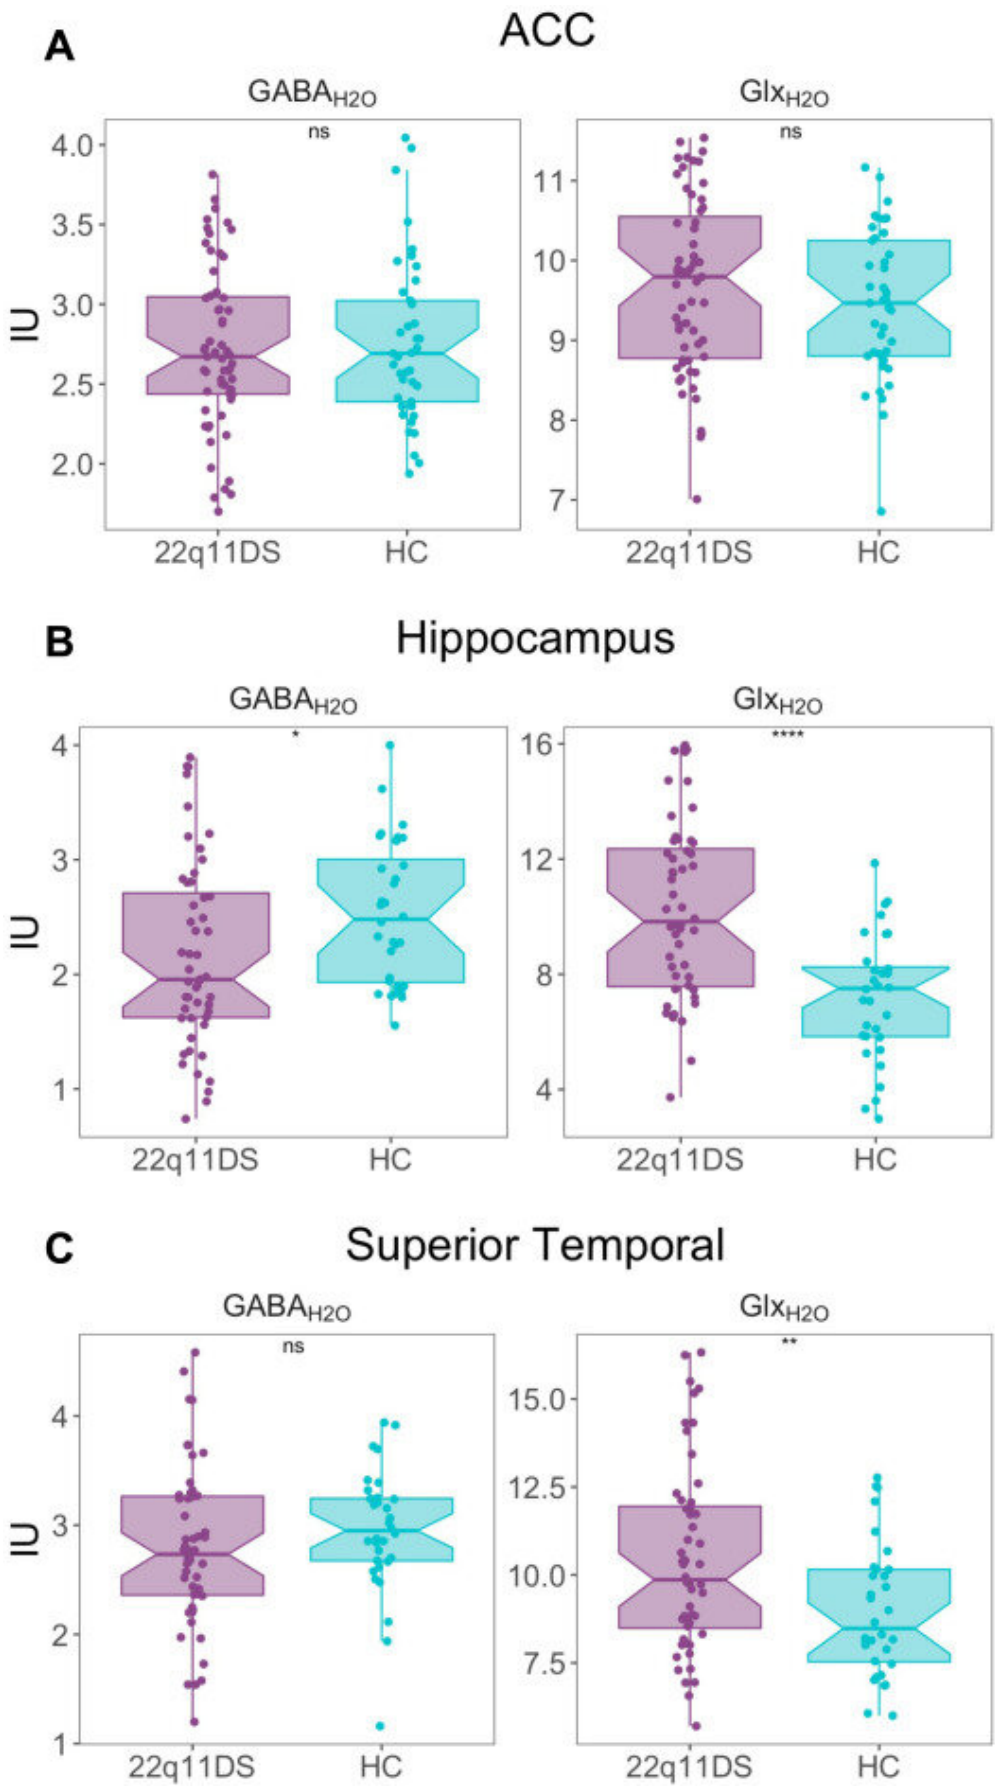 A ACC
GABAH2O GlxH2O
ns ns
IU
4.0
3.5
3.0
2.5
2.0
11
10
9
8
7
22q11DS HC 22q11DS HC
B Hippocampus
GABAH2O GlxH2O
* ****
IU
4
3
2
1
16
12
8
4
22q11DS HC 22q11DS HC
C Superior Temporal
GABAH2O GlxH2O
ns **
IU
4
3
2
1
15.0
12.5
10.0
7.5
22q11DS HC 22q11DS HC